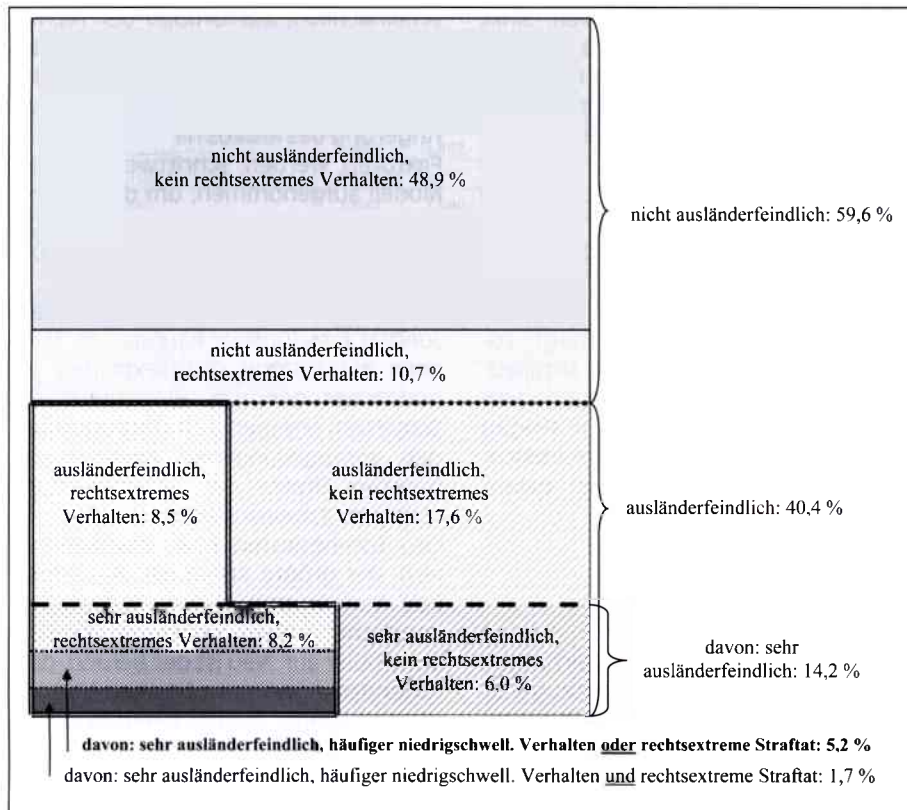 nicht ausländerfeindlich,
kein rechtsextremes Verhalten: 48,9 %
nicht ausländerfeindlich: 59,6 %
nicht ausländerfeindlich,
rechtsextremes Verhalten: 10,7 %
ausländerfeindlich,
rechtsextremes
Verhalten: 8,5 %
ausländerfeindlich,
kein rechtsextremes
Verhalten: 17,6 %
ausländerfeindlich: 40,4 %
sehr ausländerfeindlich,
rechtsextremes Verhalten: 8,2 %
sehr ausländerfeindlich,
kein rechtsextremes
Verhalten: 6,0 %
davon: sehr
ausländerfeindlich: 14,2 %
davon: sehr ausländerfeindlich, häufiger niedrigschwell. Verhalten oder rechtsextreme Straftat: 5,2 %
davon: sehr ausländerfeindlich, häufiger niedrigschwell. Verhalten und rechtsextreme Straftat: 1,7 %